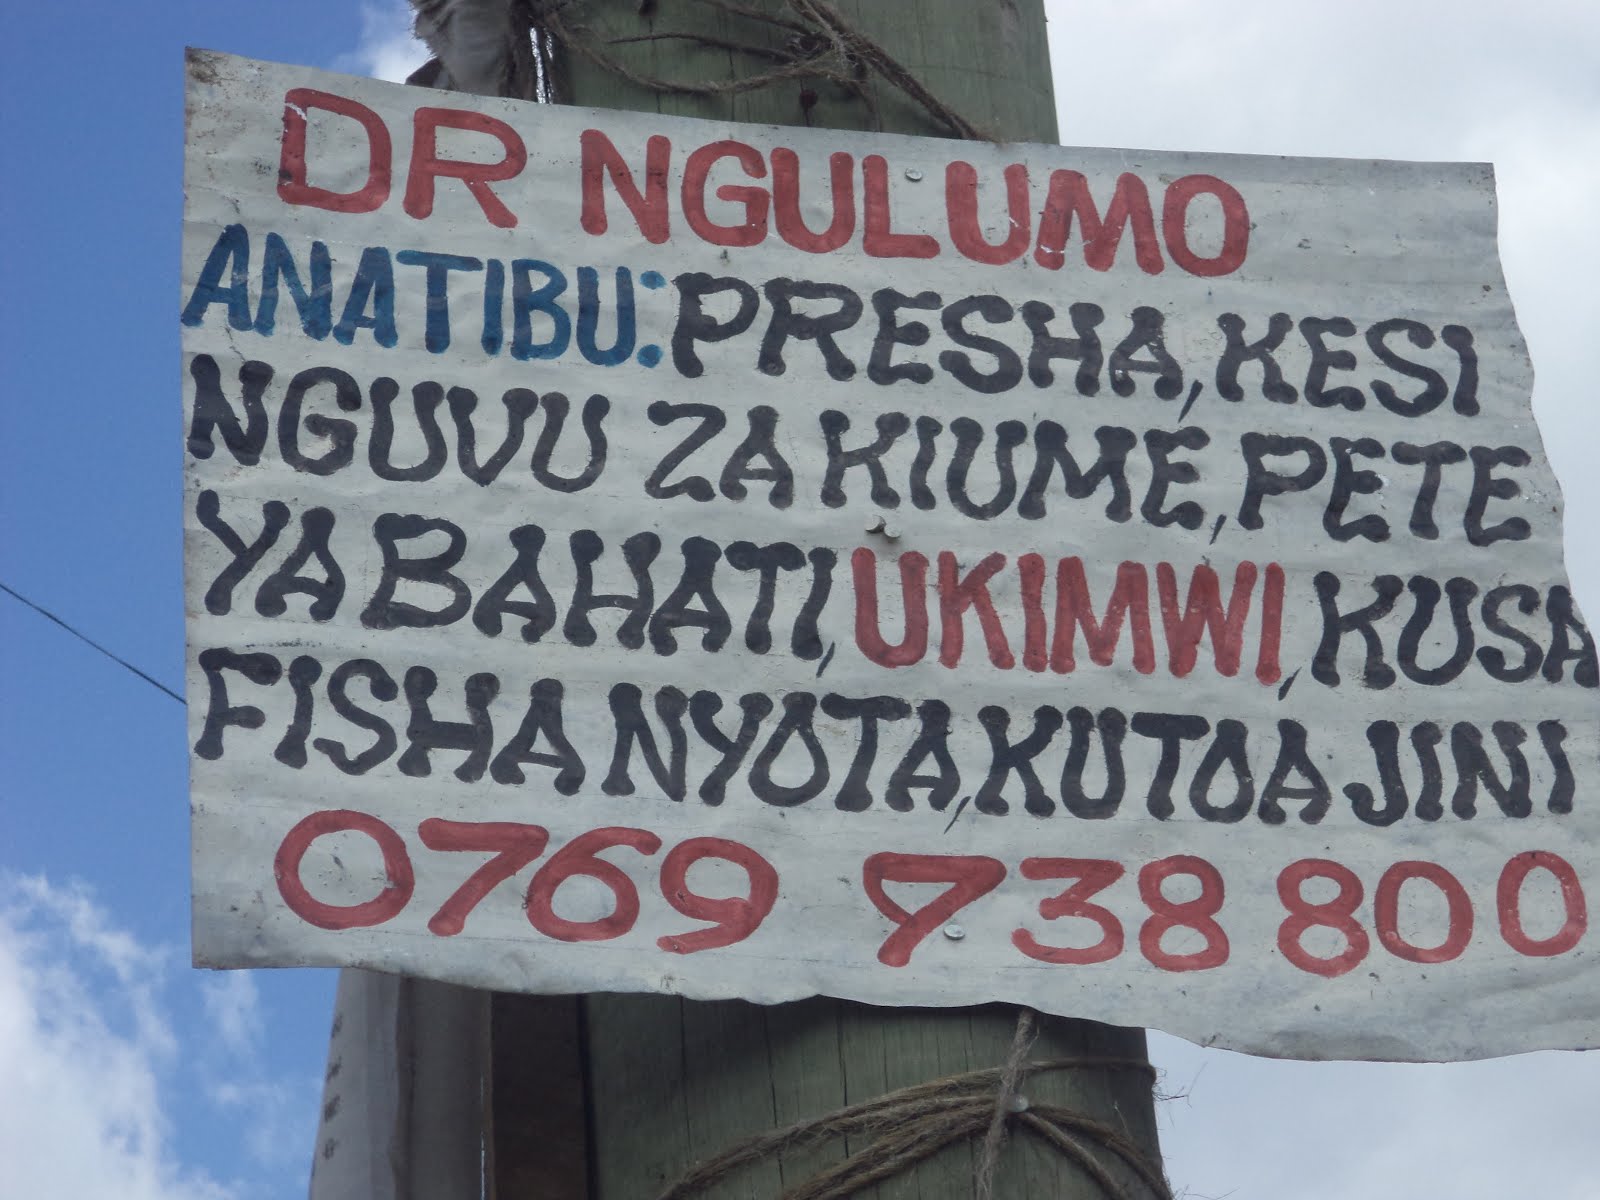 DR NGULUMO
ANATIBU: PRESHA, KESI
NGUVU ZA KIUME, PETE
YA BAHATI, UKIMWI, KUSA
FISHA NYOTA, KUTOA JINI
0769 738 800